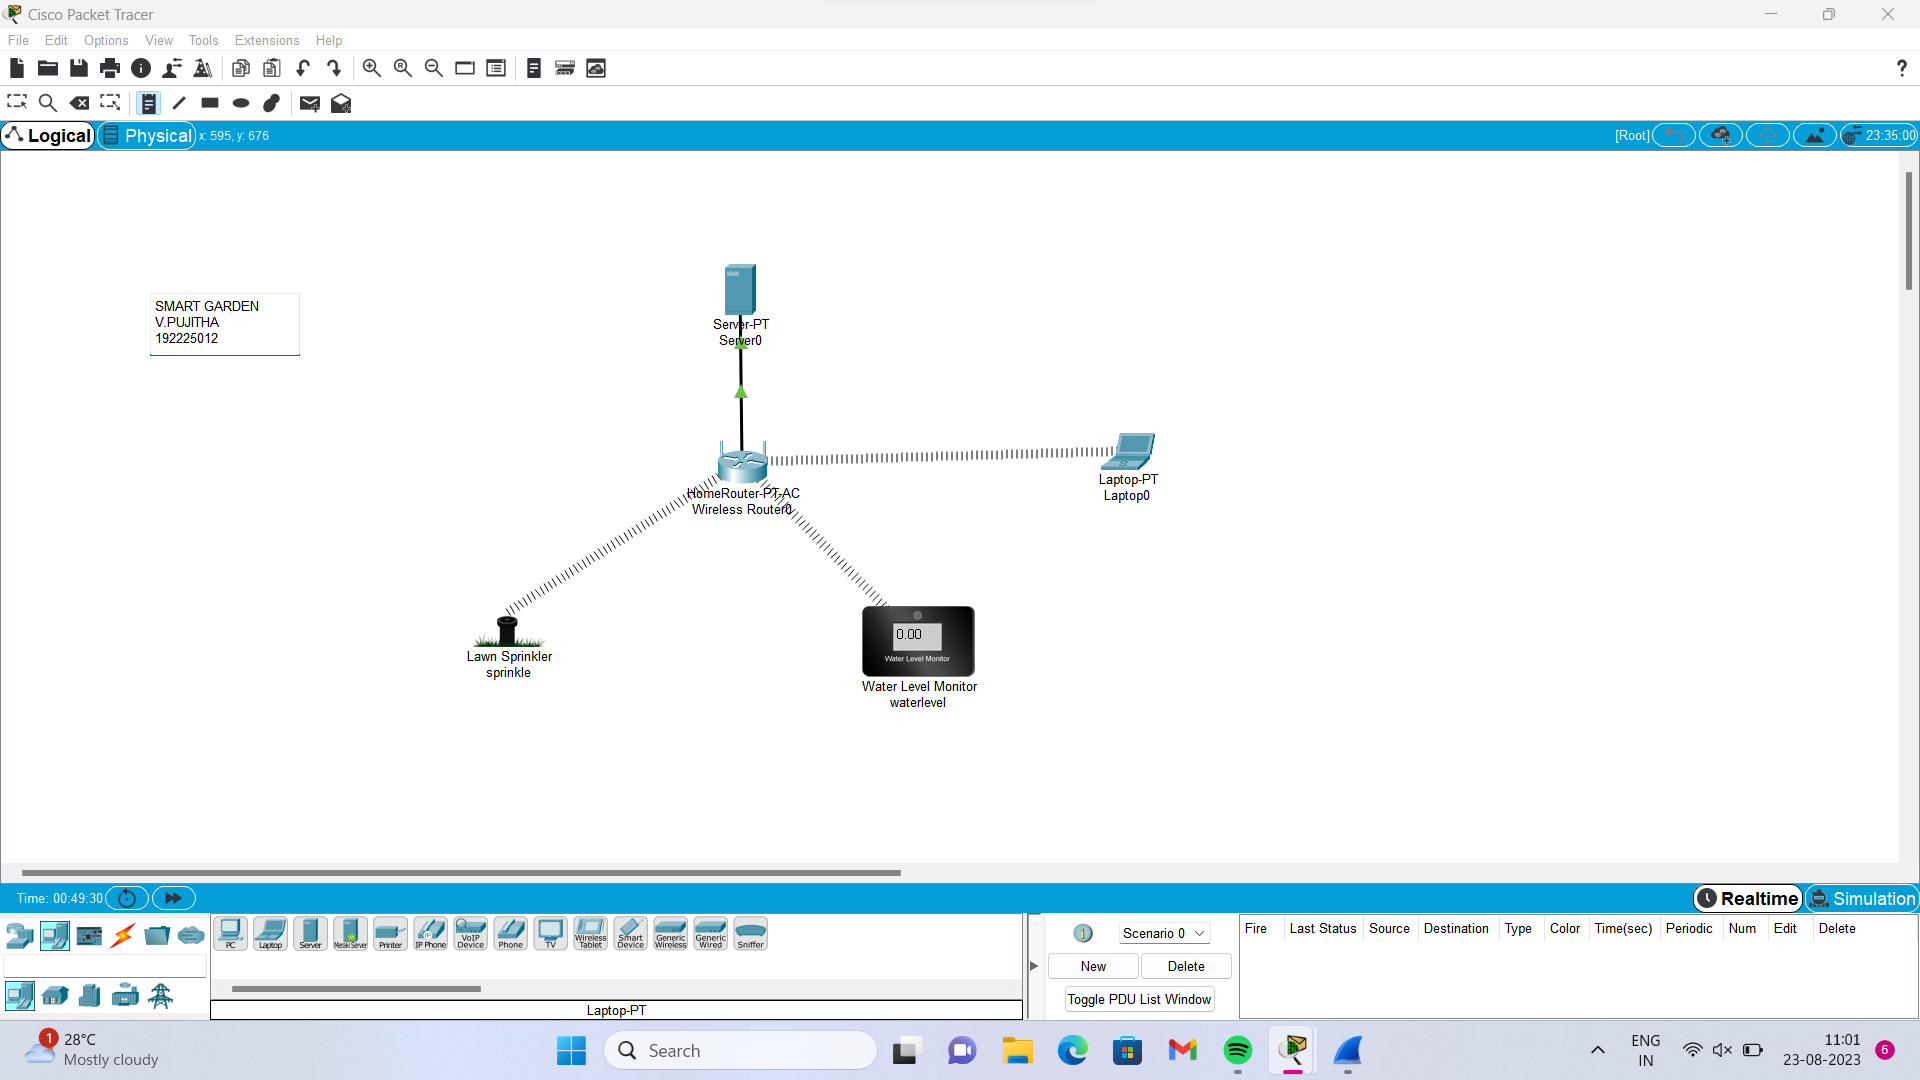 Cisco Packet Tracer
File Edit Options View Tools Extensions Help
?
Logical Physical x: 595, y: 676 [Root] 23:35:00
SMART GARDEN
V.PUJITHA
192225012
Server-PT
Server0
HomeRouter-PT-AC
Wireless Router0
Laptop-PT
Laptop0
Lawn Sprinkler
sprinkle
0.00
Water Level Monitor
Water Level Monitor
waterlevel
Time: 00:49:30 Realtime Simulation
PC Laptop Server Meraki Server Printer IP Phone VoIP Device Phone TV Wireless Tablet Smart Device Generic Wireless Generic Wired Sniffer
Laptop-PT
Scenario 0
New Delete
Toggle PDU List Window
Fire Last Status Source Destination Type Color Time(sec) Periodic Num Edit Delete
1 28°C
Mostly cloudy
Search
ENG
IN
11:01
23-08-2023
6